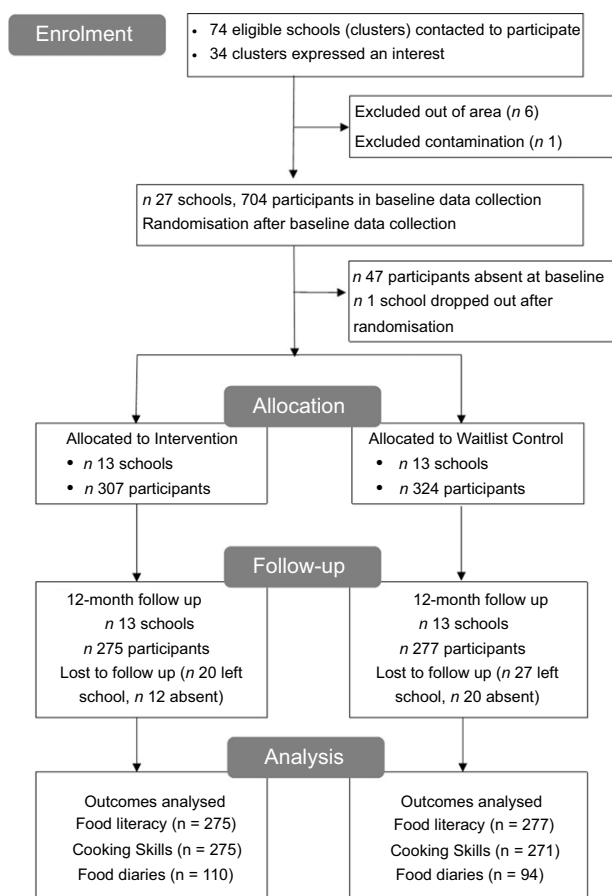 Enrolment
• 74 eligible schools (clusters) contacted to participate
• 34 clusters expressed an interest
Excluded out of area (n 6)
Excluded contamination (n 1)
n 27 schools, 704 participants in baseline data collection
Randomisation after baseline data collection
n 47 participants absent at baseline
n 1 school dropped out after
randomisation
Allocation
Allocated to Intervention
• n 13 schools
• n 307 participants
Allocated to Waitlist Control
• n 13 schools
• n 324 participants
Follow-up
12-month follow up
n 13 schools
n 275 participants
Lost to follow up (n 20 left
school, n 12 absent)
12-month follow up
n 13 schools
n 277 participants
Lost to follow up (n 27 left
school, n 20 absent)
Analysis
Outcomes analysed
Food literacy (n = 275)
Cooking Skills (n = 275)
Food diaries (n = 110)
Outcomes analysed
Food literacy (n = 277)
Cooking Skills (n = 271)
Food diaries (n = 94)